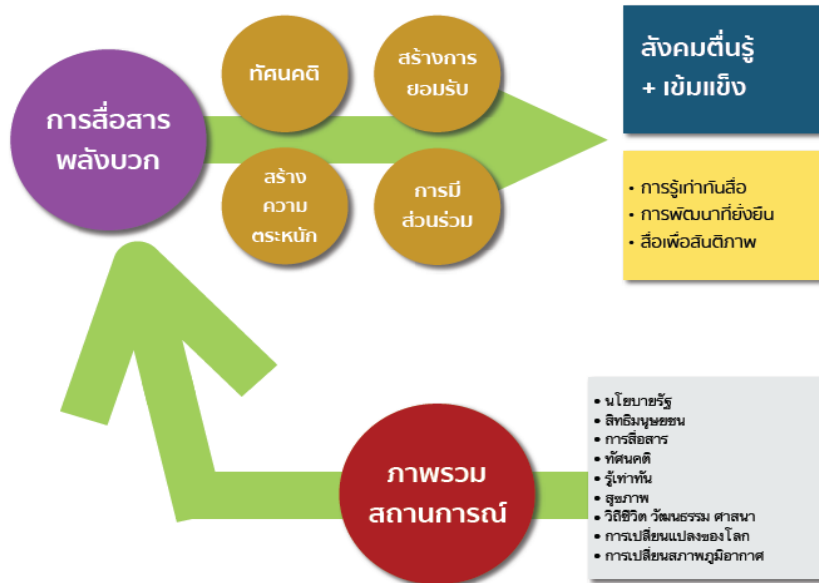 การสื่อสาร
พลังบวก
ทัศนคติ
สร้างการ
ยอมรับ
สร้าง
ความ
ตระหนัก
การมี
ส่วนร่วม
สังคมตื่นรู้
+ เข้มแข็ง
• การรู้เท่ากันสื่อ
• การพัฒนาที่ยั่งยืน
• สื่อเพื่อสันติภาพ
ภาพรวม
สถานการณ์
• นโยบายรัฐ
• สิทธิมนุษยชน
• การสื่อสาร
• ทัศนคติ
• รู้เท่าทัน
• สุขภาพ
• วิถีชีวิต วัฒนธรรม ศาสนา
• การเปลี่ยนแปลงของโลก
• การเปลี่ยนสภาพภูมิอากาศ